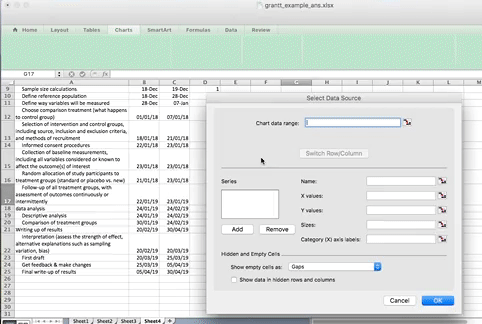 grantt_example_ans.xlsx
Home Layout Tables Charts SmartArt Formulas Data Review
G17 fx
A B C D E F G H I J K L M
9 Sample size calculations 18-Dec 19-Dec 1
10 Define reference population 18-Dec 28-Dec
11 Define way variables will be measured 28-Dec 07-Jan
Choose comparison treatment (what happens
12 to control group) 01/01/18 07/01/18
Selection of intervention and control groups,
including source, inclusion and exclusion criteria,
13 and methods of recruitment 18/01/18 21/01/18
14 Informed consent procedures 22/01/18 23/01/18
Collection of baseline measurements,
including all variables considered or known to
15 affect the outcome(s) of interest 23/01/18 23/01/18
Random allocation of study participants to
16 treatment groups (standard or placebo vs. new) 21/01/18 23/01/18
Follow-up of all treatment groups, with
assessment of outcomes continuously or
17 intermittently 22/01/19 23/01/19
18 data analysis 24/01/19 24/02/19
19 Descriptive analysis 24/01/19 24/02/19
20 Comparison of treatment groups 30/01/19 24/02/19
21 Writing up of results 20/02/19 30/04/19
Interpretation (assess the strength of effect,
alternative explanations such as sampling
22 variation, bias) 20/02/19 20/03/19
23 First draft 20/03/19 25/03/19
24 Get feedback & make changes 25/03/19 05/04/19
25 Final write-up of results 05/04/19 30/04/19
26
27
28
29
30
31
Sheet1 Sheet2 Sheet3 Sheet4 +
Select Data Source
Chart data range:
Switch Row/Column
Series
Name:
X values:
Y values:
Sizes:
Add Remove
Category (X) axis labels:
Hidden and Empty Cells
Show empty cells as: Gaps
Show data in hidden rows and columns
Cancel OK